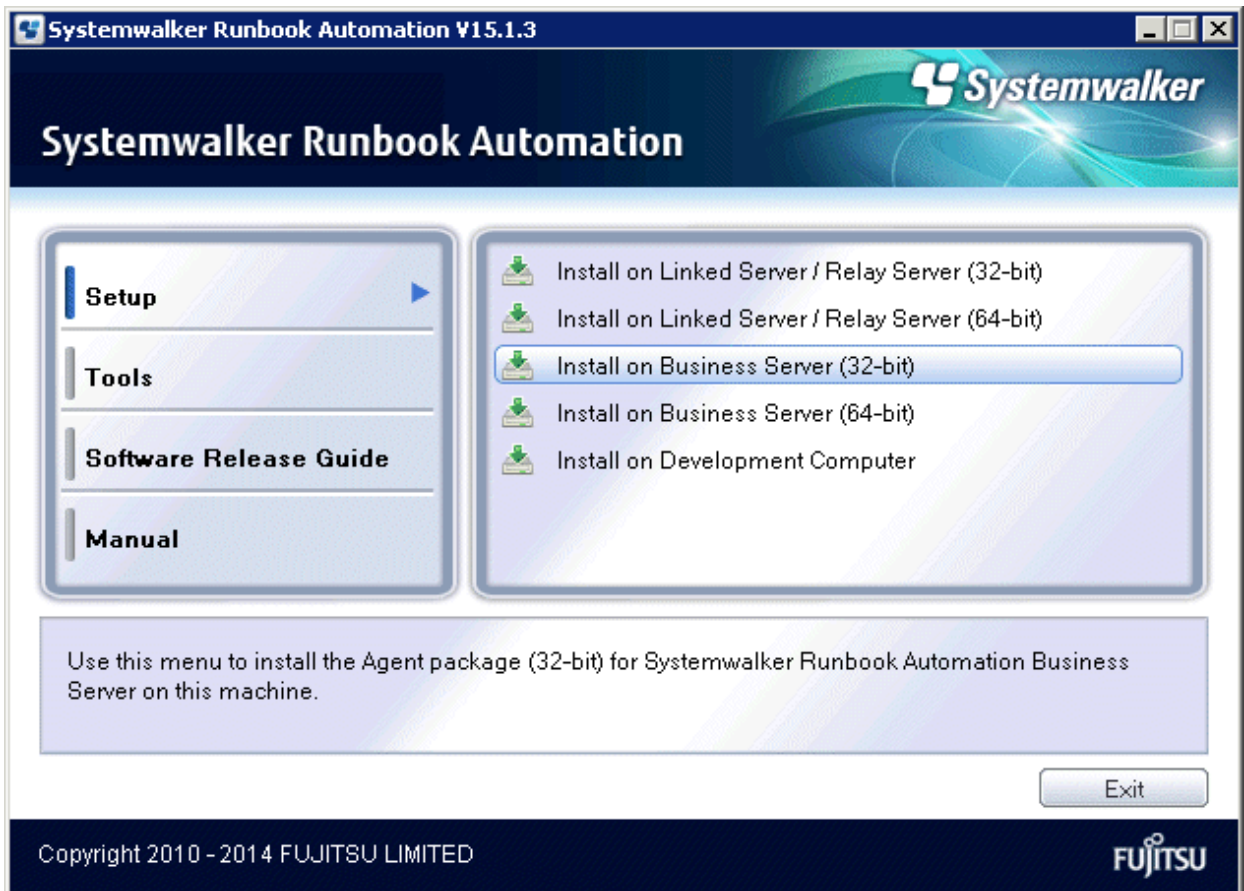 Systemwalker Runbook Automation V15.1.3
Systemwalker
Systemwalker Runbook Automation
Setup
Tools
Software Release Guide
Manual
Install on Linked Server / Relay Server (32-bit)
Install on Linked Server / Relay Server (64-bit)
Install on Business Server (32-bit)
Install on Business Server (64-bit)
Install on Development Computer
Use this menu to install the Agent package (32-bit) for Systemwalker Runbook Automation Business
Server on this machine.
Exit
Copyright 2010 - 2014 FUJITSU LIMITED
FUJITSU